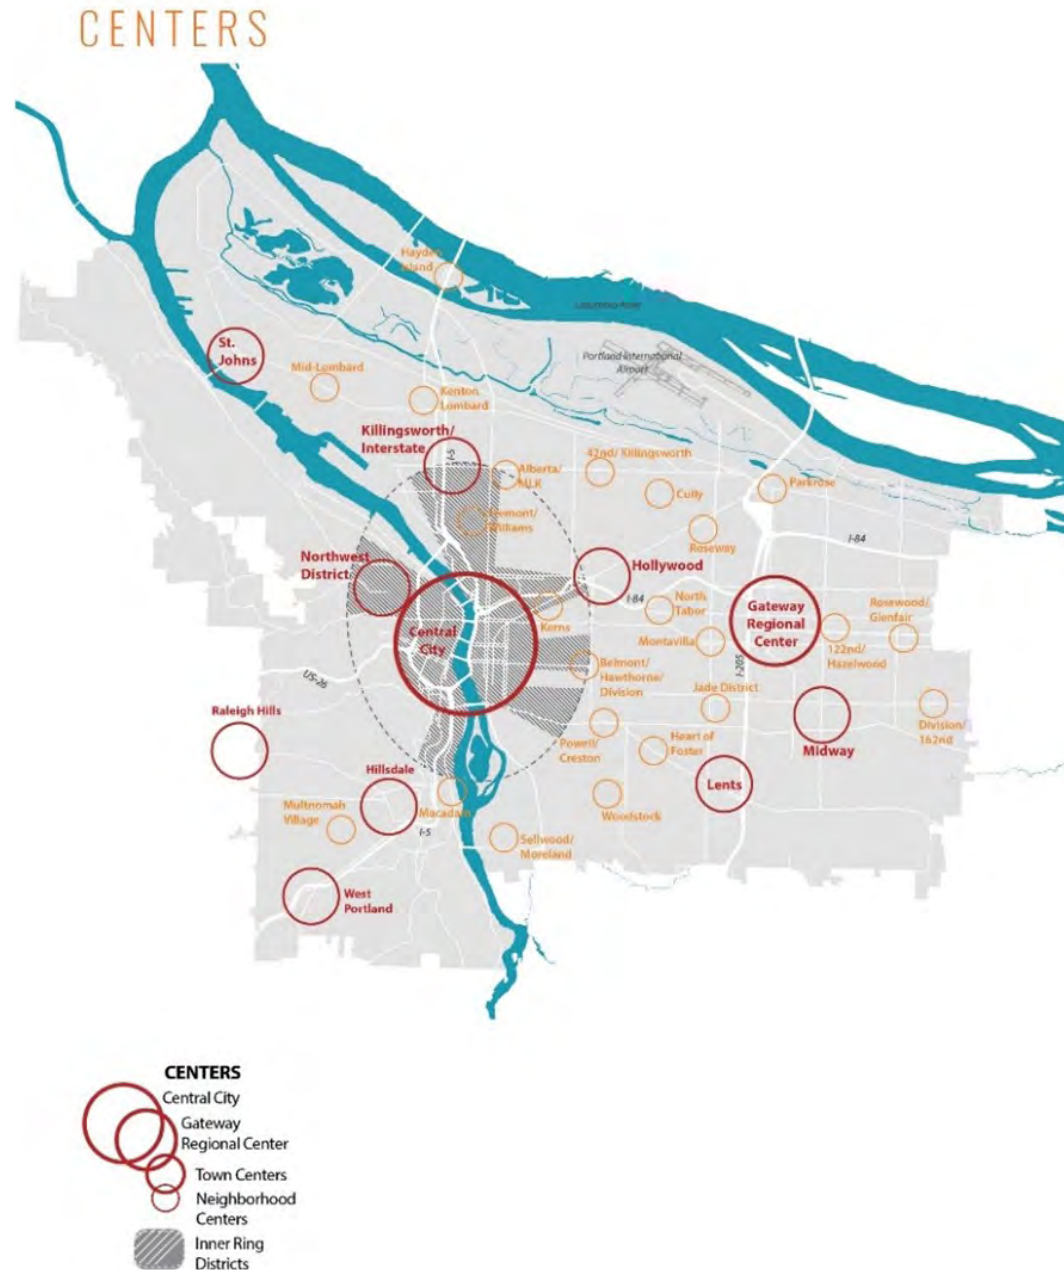 CENTERS
Hayden
Island
Columbia River
Portland International
Airport
St.
Johns
Mid-Lombard
Kenton
Lombard
Killingsworth/
Interstate
I-5
Alberta/
MLK
42nd/ Killingsworth
Cully
Parkrose
Williams
Roseway
I-84
Northwest
District
Hollywood
I-84
North
Tabor
Gateway
Regional
Center
Rosewood/
Glenfair
Kerns
Central
City
Montavilla
122nd/
Hazelwood
US-26
Belmont/
Hawthorne/
Division
I-205
Jade District
Raleigh Hills
Division/
162nd
Powell/
Creston
Heart of
Foster
Midway
Hillsdale
Lents
Multnomah
Village
Macadam
Woodstock
I-5
Sellwood/
Moreland
West
Portland
CENTERS
Central City
Gateway
Regional Center
Town Centers
Neighborhood
Centers
Inner Ring
Districts